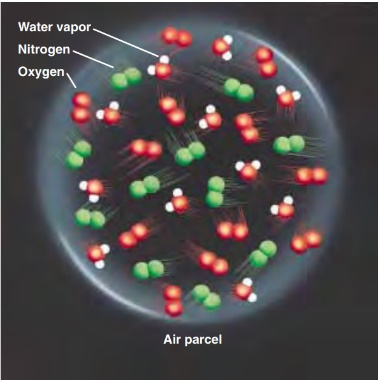 Water vapor
Nitrogen
Oxygen
Air parcel